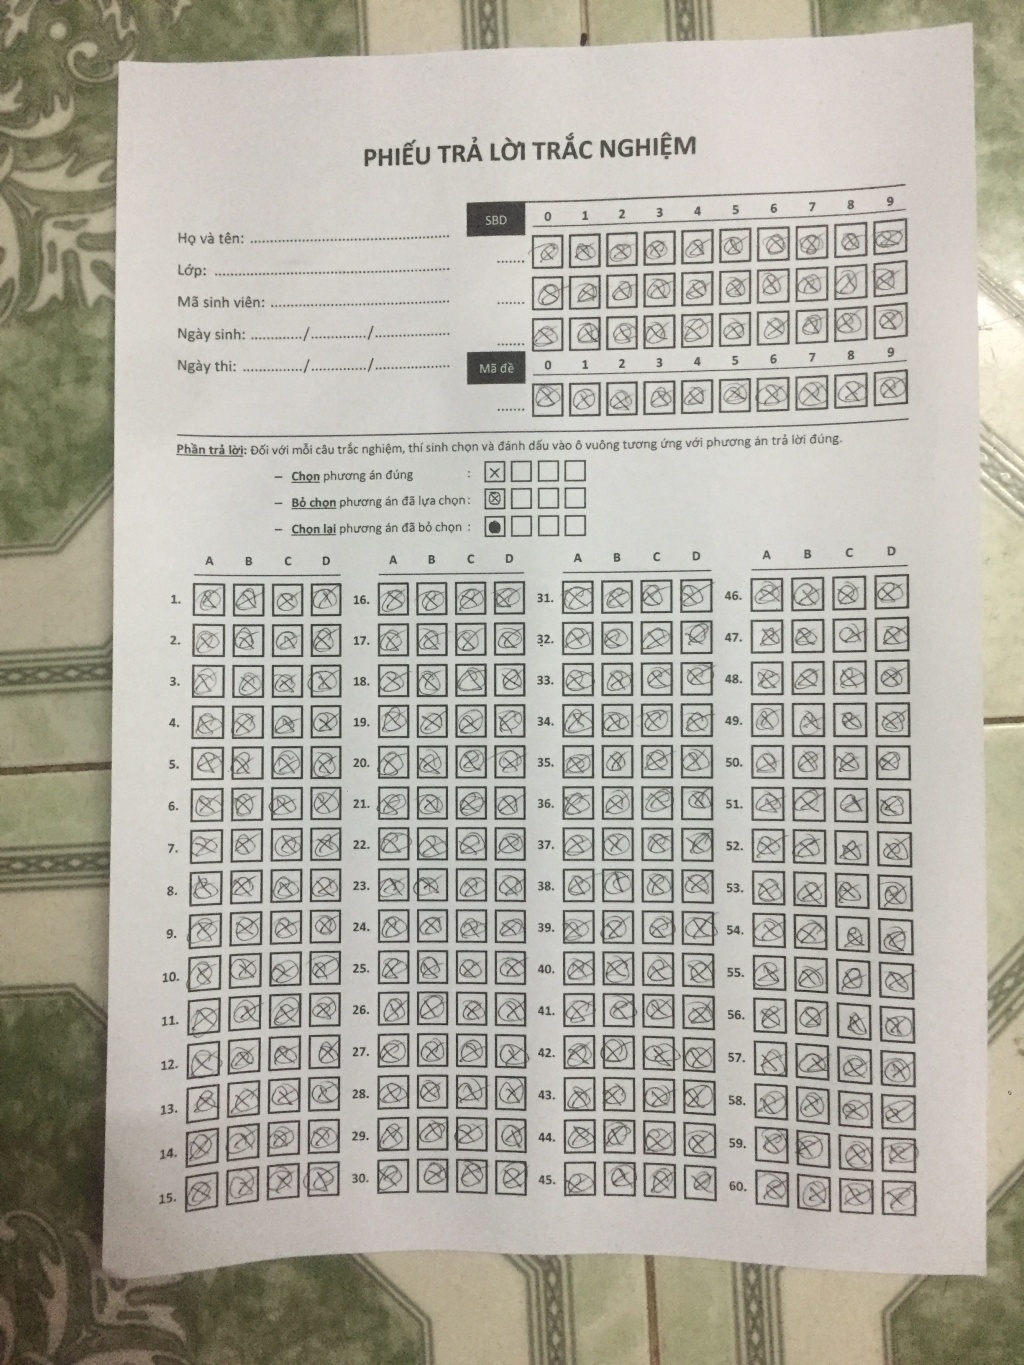 PHIẾU TRẢ LỜI TRẮC NGHIỆM
SBD 0 1 2 3 4 5 6 7 8 9
Họ và tên: ........................................................
.......
Lớp: ................................................................
Mã sinh viên: ..................................................
.......
Ngày sinh: ............../.............../....................
.......
Ngày thi: ................/.............../....................
Mã đề 0 1 2 3 4 5 6 7 8 9
.......
Phần trả lời: Đối với mỗi câu trắc nghiệm, thí sinh chọn và đánh dấu vào ô vuông tương ứng với phương án trả lời đúng.
– Chọn phương án đúng :
– Bỏ chọn phương án đã lựa chọn :
– Chọn lại phương án đã bỏ chọn :
A B C D A B C D A B C D A B C D
1. 16. 31. 46.
2. 17. 32. 47.
3. 18. 33. 48.
4. 19. 34. 49.
5. 20. 35. 50.
6. 21. 36. 51.
7. 22. 37. 52.
8. 23. 38. 53.
9. 24. 39. 54.
10. 25. 40. 55.
11. 26. 41. 56.
12. 27. 42. 57.
13. 28. 43. 58.
14. 29. 44. 59.
15. 30. 45. 60.